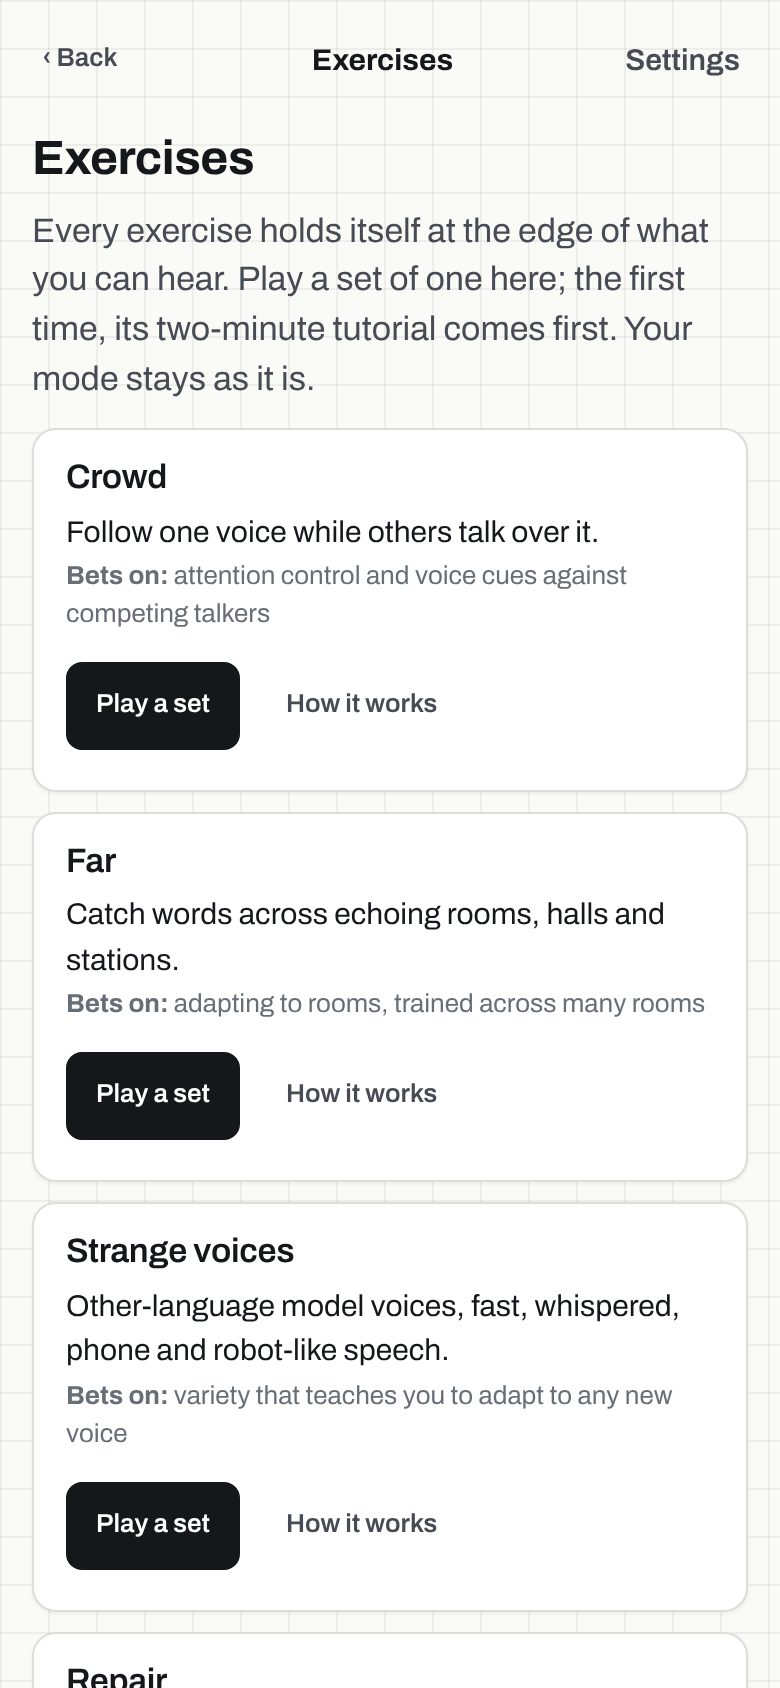 ‹ Back
Exercises
Settings
Exercises
Every exercise holds itself at the edge of what
you can hear. Play a set of one here; the first
time, its two-minute tutorial comes first. Your
mode stays as it is.
Crowd
Follow one voice while others talk over it.
Bets on: attention control and voice cues against
competing talkers
Play a set
How it works
Far
Catch words across echoing rooms, halls and
stations.
Bets on: adapting to rooms, trained across many rooms
Play a set
How it works
Strange voices
Other-language model voices, fast, whispered,
phone and robot-like speech.
Bets on: variety that teaches you to adapt to any new
voice
Play a set
How it works
Repair